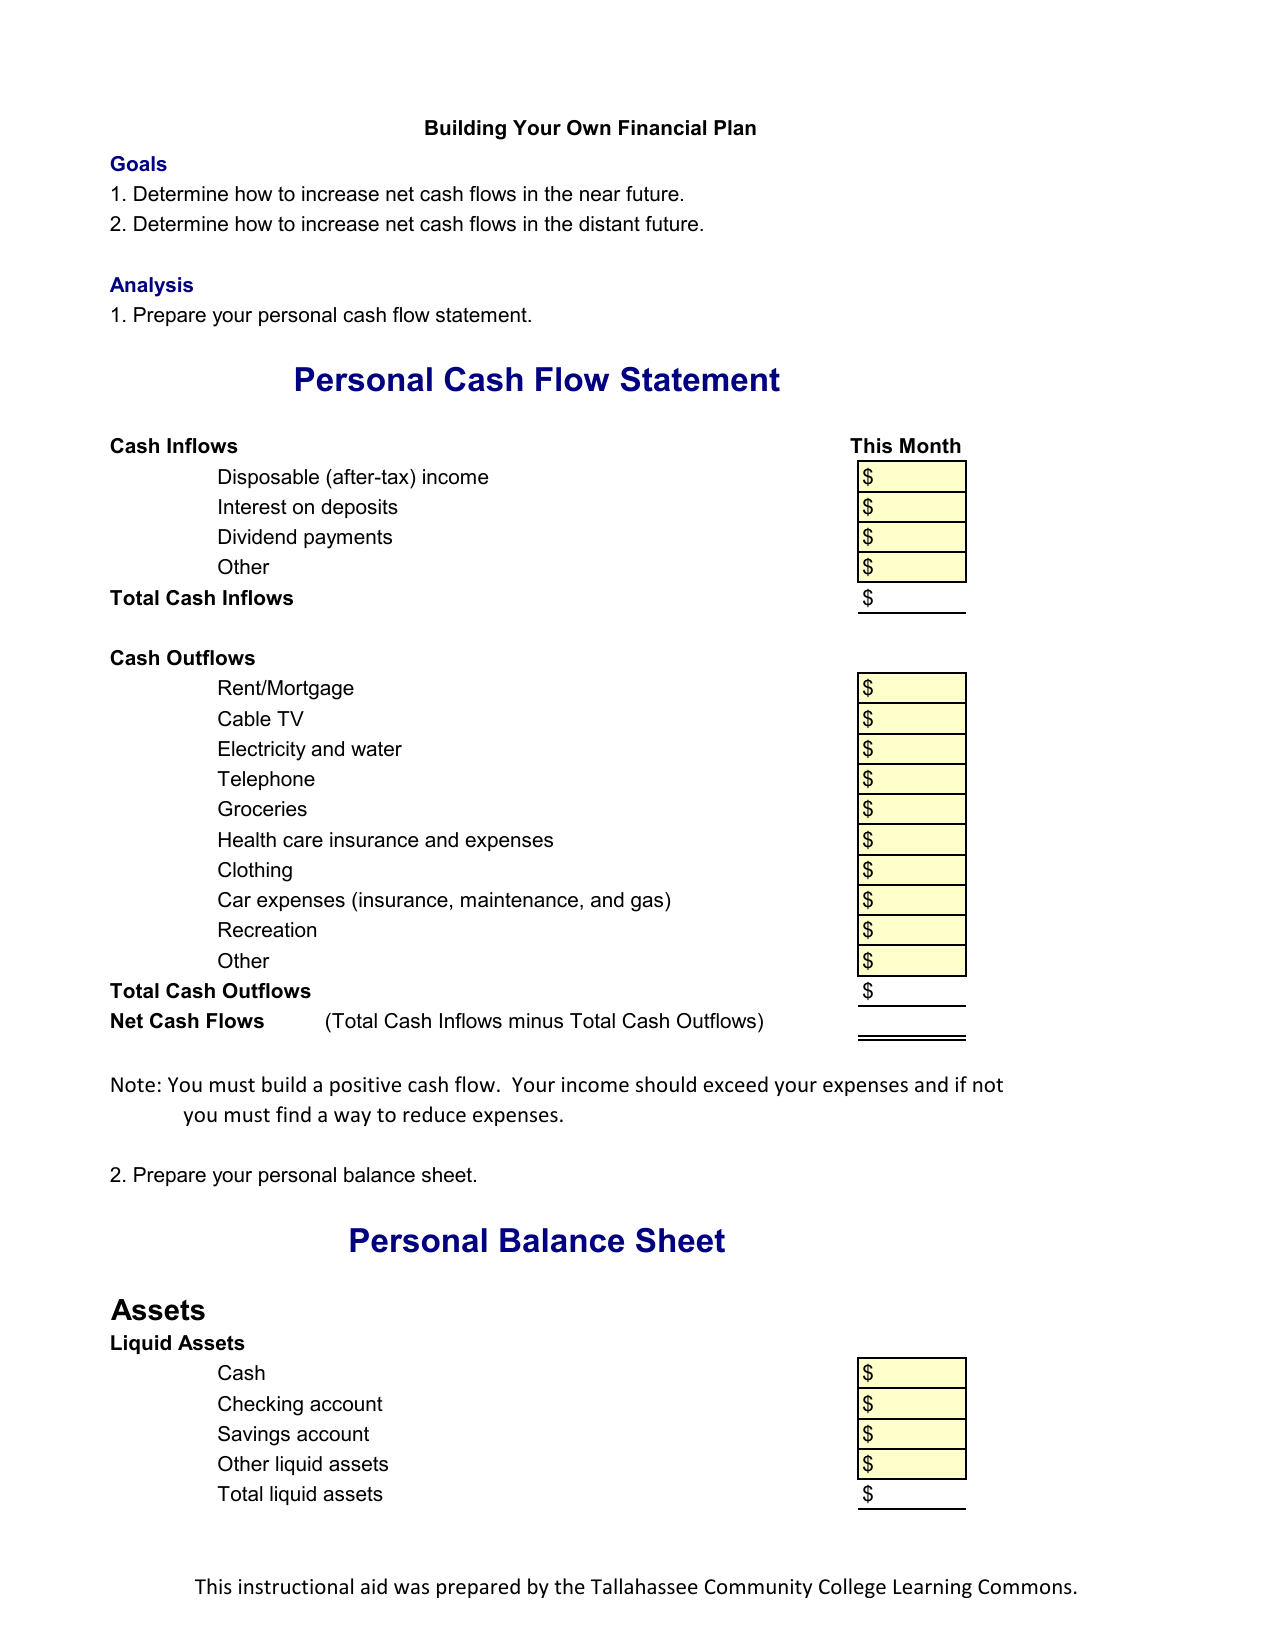 Building Your Own Financial Plan
Goals
1. Determine how to increase net cash flows in the near future.
2. Determine how to increase net cash flows in the distant future.
Analysis
1. Prepare your personal cash flow statement.
Personal Cash Flow Statement
Cash Inflows This Month
Disposable (after-tax) income $
Interest on deposits $
Dividend payments $
Other $
Total Cash Inflows $
Cash Outflows
Rent/Mortgage $
Cable TV $
Electricity and water $
Telephone $
Groceries $
Health care insurance and expenses $
Clothing $
Car expenses (insurance, maintenance, and gas) $
Recreation $
Other $
Total Cash Outflows $
Net Cash Flows (Total Cash Inflows minus Total Cash Outflows)
Note: You must build a positive cash flow.  Your income should exceed your expenses and if not
you must find a way to reduce expenses.
2. Prepare your personal balance sheet.
Personal Balance Sheet
Assets
Liquid Assets
Cash $
Checking account $
Savings account $
Other liquid assets $
Total liquid assets $
This instructional aid was prepared by the Tallahassee Community College Learning Commons.